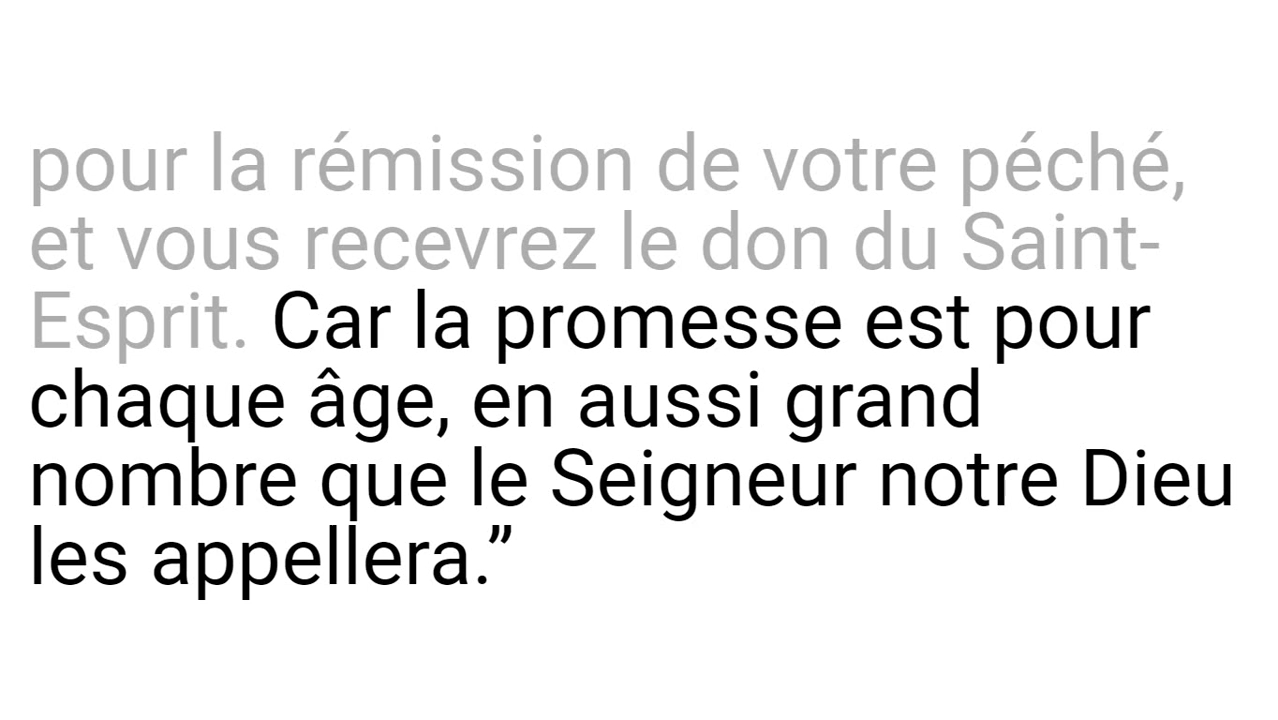 pour la rémission de votre péché,
et vous recevrez le don du Saint-
Esprit. Car la promesse est pour
chaque âge, en aussi grand
nombre que le Seigneur notre Dieu
les appellera.”